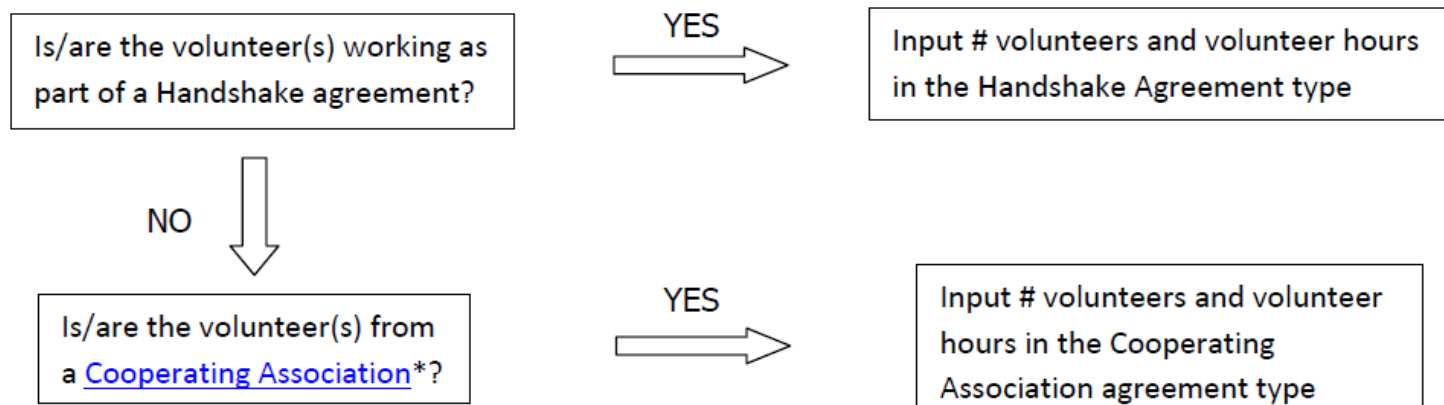 Is/are the volunteer(s) working as
part of a Handshake agreement?
YES
Input # volunteers and volunteer hours
in the Handshake Agreement type
NO
Is/are the volunteer(s) from
a Cooperating Association*?
YES
Input # volunteers and volunteer
hours in the Cooperating
Association agreement type